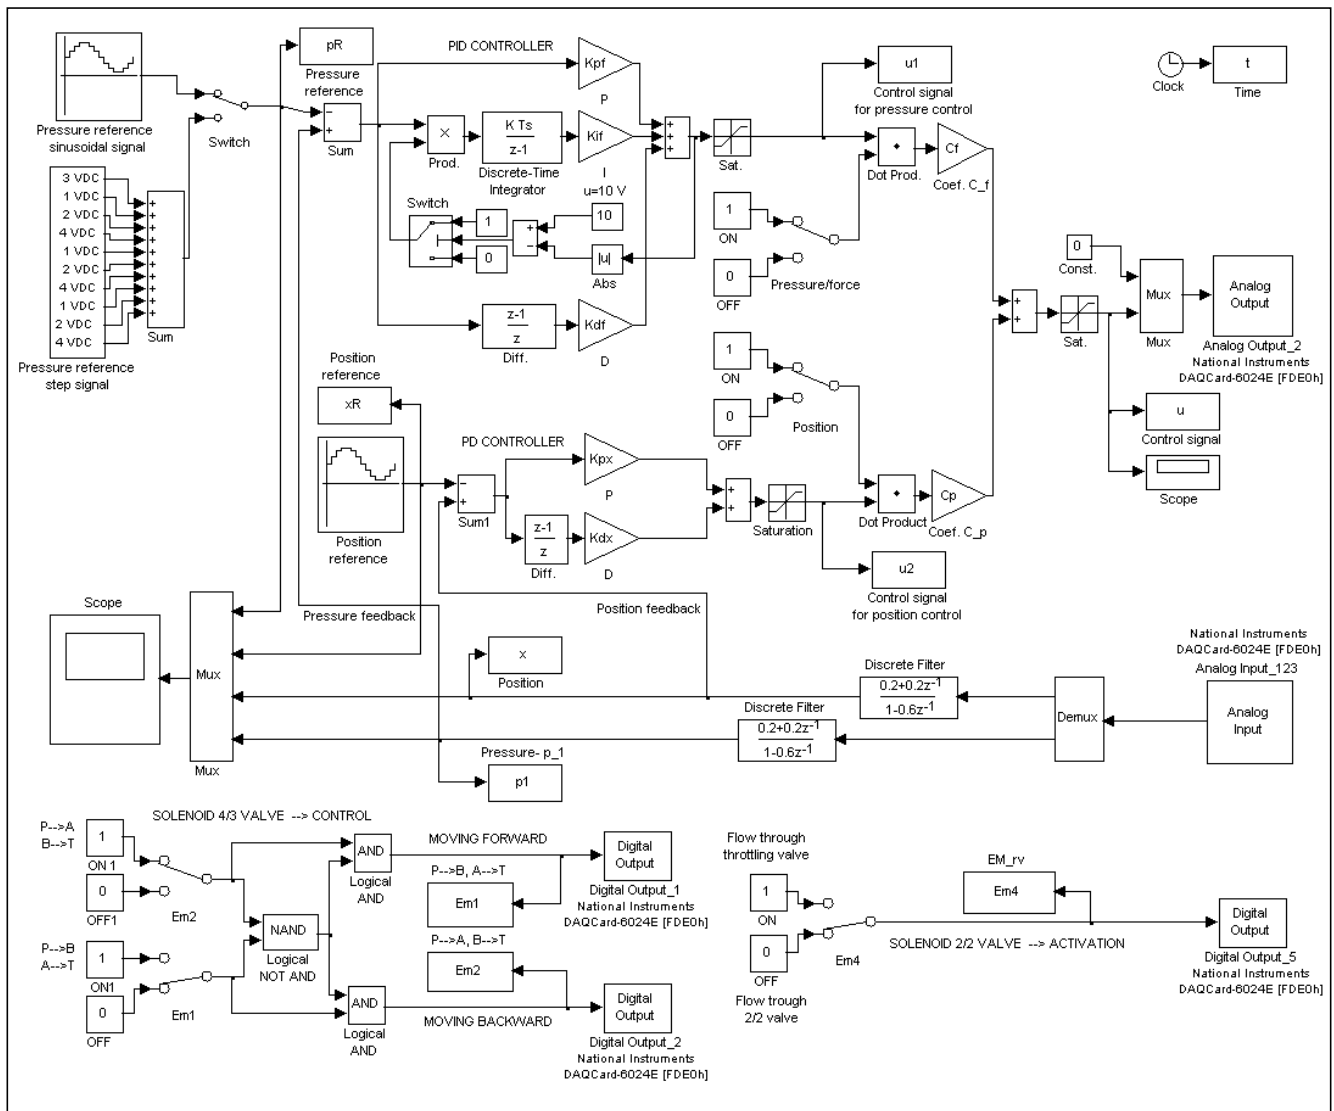 pR
Pressure
reference
PID CONTROLLER
Kpf
P
u1
Control signal
for pressure control
Clock
t
Time
Pressure reference
sinusoidal signal
Switch
−
+
Sum
×
Prod.
K Ts
z-1
Discrete-Time
Integrator
Kif
I
u=10 V
+
+
+
Sat.
Dot Prod.
Cf
Coef. C_f
3 VDC
1 VDC
2 VDC
4 VDC
1 VDC
2 VDC
4 VDC
1 VDC
2 VDC
4 VDC
Pressure reference
step signal
+
+
+
+
+
+
+
+
+
+
Sum
Switch
1
0
+
−
10
|u|
Abs
1
ON
0
OFF
Pressure/force
z-1
z
Diff.
Kdf
D
0
Const.
+
+
Sat.
Mux
Mux
Analog
Output
Analog Output_2
National Instruments
DAQCard-6024E [FDE0h]
u
Control signal
Scope
Position
reference
xR
Position
reference
1
ON
0
OFF
Position
PD CONTROLLER
−
+
Sum1
Kpx
P
z-1
z
Diff.
Kdx
D
+
+
Saturation
Dot Product
Cp
Coef. C_p
u2
Control signal
for position control
Scope
Mux
Mux
Pressure feedback
Position feedback
x
Position
Discrete Filter
0.2+0.2z-1
1-0.6z-1
Discrete Filter
0.2+0.2z-1
1-0.6z-1
Demux
National Instruments
DAQCard-6024E [FDE0h]
Analog Input_123
Analog
Input
Pressure- p_1
p1
SOLENOID 4/3 VALVE --> CONTROL
P-->A
B-->T
1
ON 1
0
OFF1
Em2
P-->B
A-->T
1
ON1
0
OFF
Em1
NAND
Logical
NOT AND
AND
Logical
AND
AND
Logical
AND
MOVING FORWARD
P-->B, A-->T
Em1
P-->A, B-->T
Em2
MOVING BACKWARD
Digital
Output
Digital Output_1
National Instruments
DAQCard-6024E [FDE0h]
Digital
Output
Digital Output_2
National Instruments
DAQCard-6024E [FDE0h]
Flow through
throttling valve
1
ON
0
OFF
Flow trough
2/2 valve
Em4
EM_rv
Em4
SOLENOID 2/2 VALVE --> ACTIVATION
Digital
Output
Digital Output_5
National Instruments
DAQCard-6024E [FDE0h]